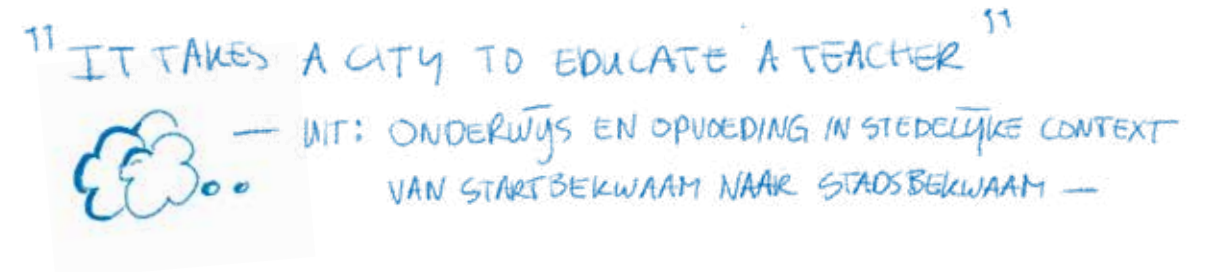 "IT TAKES A CITY TO EDUCATE A TEACHER"
— UIT: ONDERWIJS EN OPVOEDING IN STEDELIJKE CONTEXT
VAN STARTBEKWAAM NAAR STADSBEKWAAM —